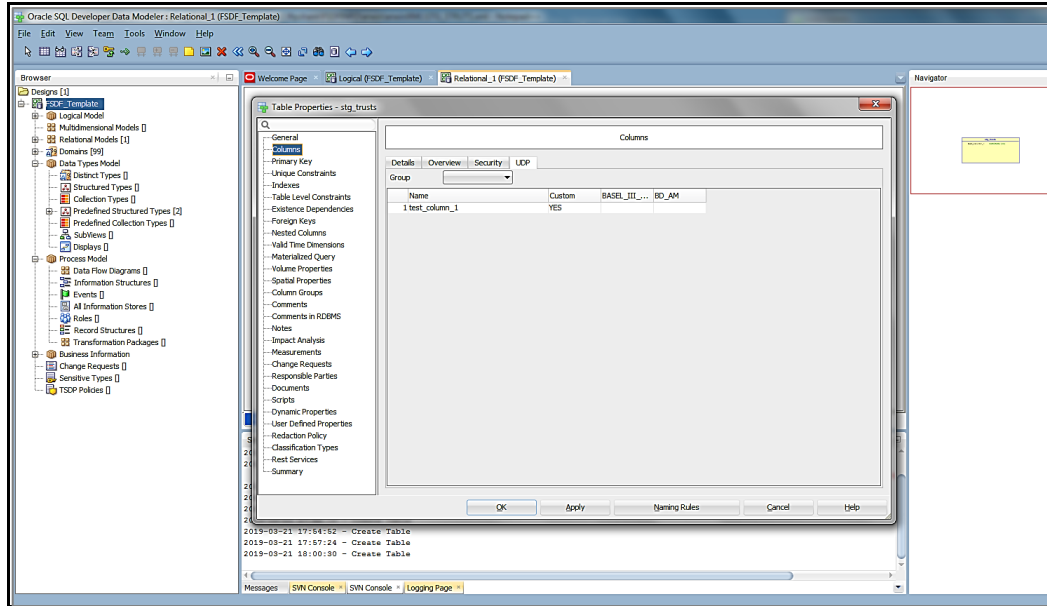 Oracle SQL Developer Data Modeler : Relational_1 (FSDF_Template)
File Edit View Team Tools Window Help
Browser
Designs [1]
FSDF_Template
Logical Model
Multidimensional Models []
Relational Models [1]
Domains [99]
Data Types Model
Distinct Types []
Structured Types []
Collection Types []
Predefined Structured Types [2]
Predefined Collection Types []
SubViews []
Displays []
Process Model
Data Flow Diagrams []
Information Structures []
Events []
All Information Stores []
Roles []
Record Structures []
Transformation Packages []
Business Information
Change Requests []
Sensitive Types []
TSDP Policies []
Welcome Page
Logical (FSDF_Template)
Relational_1 (FSDF_Template)
Table Properties - stg_trusts
General
Columns
Primary Key
Unique Constraints
Indexes
Table Level Constraints
Existence Dependencies
Foreign Keys
Nested Columns
Valid Time Dimensions
Materialized Query
Volume Properties
Spatial Properties
Column Groups
Comments
Comments in RDBMS
Notes
Impact Analysis
Measurements
Change Requests
Responsible Parties
Documents
Scripts
Dynamic Properties
User Defined Properties
Redaction Policy
Classification Types
Rest Services
Summary
Columns
Details Overview Security UDP
Group
Name Custom BASEL_III_... BD_AM
1 test_column_1 YES
OK Apply Naming Rules Cancel Help
2019-03-21 17:54:52 - Create Table
2019-03-21 17:57:24 - Create Table
2019-03-21 18:00:30 - Create Table
Messages SVN Console SVN Console Logging Page
Navigator